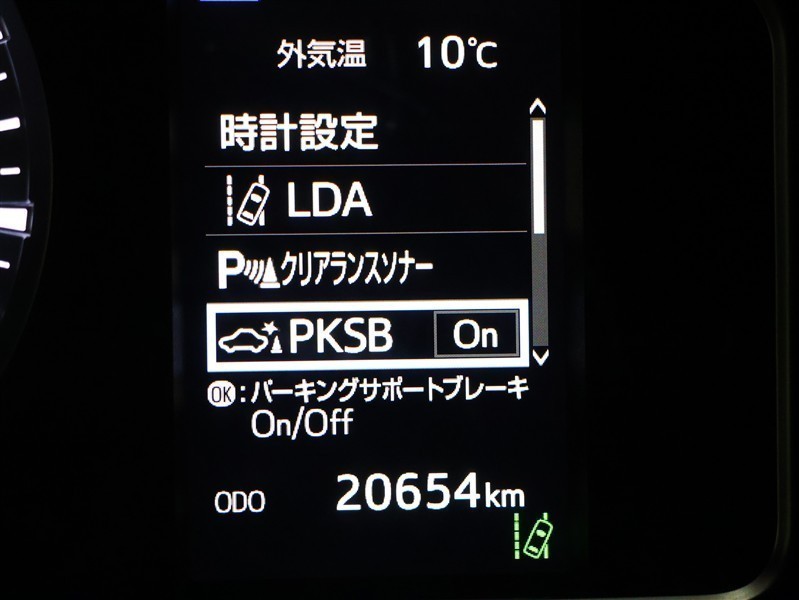 外気温 10℃
時計設定
LDA
Pクリアランスソナー
PKSB On
OK:パーキングサポートブレーキ
On/Off
ODO 20654km